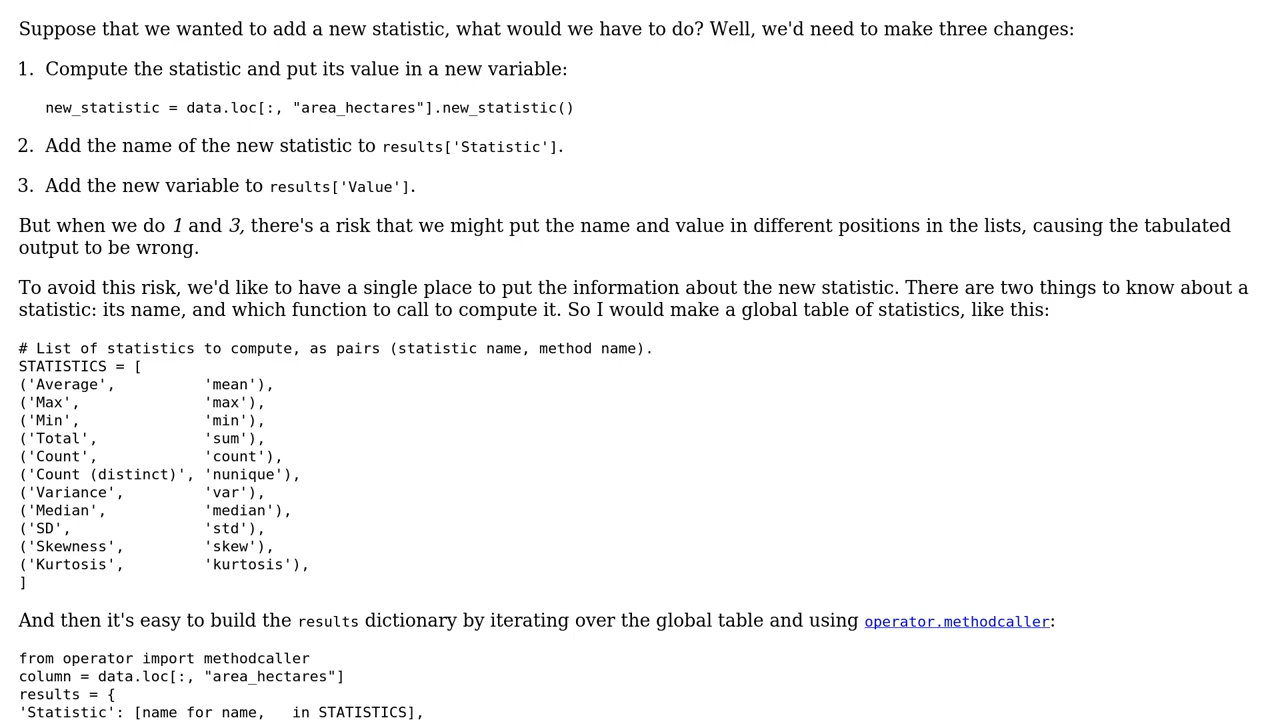 Suppose that we wanted to add a new statistic, what would we have to do? Well, we'd need to make three changes:
1. Compute the statistic and put its value in a new variable:
new_statistic = data.loc[:, "area_hectares"].new_statistic()
2. Add the name of the new statistic to results['Statistic'].
3. Add the new variable to results['Value'].
But when we do 1 and 3, there's a risk that we might put the name and value in different positions in the lists, causing the tabulated
output to be wrong.
To avoid this risk, we'd like to have a single place to put the information about the new statistic. There are two things to know about a
statistic: its name, and which function to call to compute it. So I would make a global table of statistics, like this:
# List of statistics to compute, as pairs (statistic name, method name).
STATISTICS = [
('Average',          'mean'),
('Max',              'max'),
('Min',              'min'),
('Total',            'sum'),
('Count',            'count'),
('Count (distinct)', 'nunique'),
('Variance',         'var'),
('Median',           'median'),
('SD',               'std'),
('Skewness',         'skew'),
('Kurtosis',         'kurtosis'),
]
And then it's easy to build the results dictionary by iterating over the global table and using operator.methodcaller:
from operator import methodcaller
column = data.loc[:, "area_hectares"]
results = {
'Statistic': [name for name,   in STATISTICS],